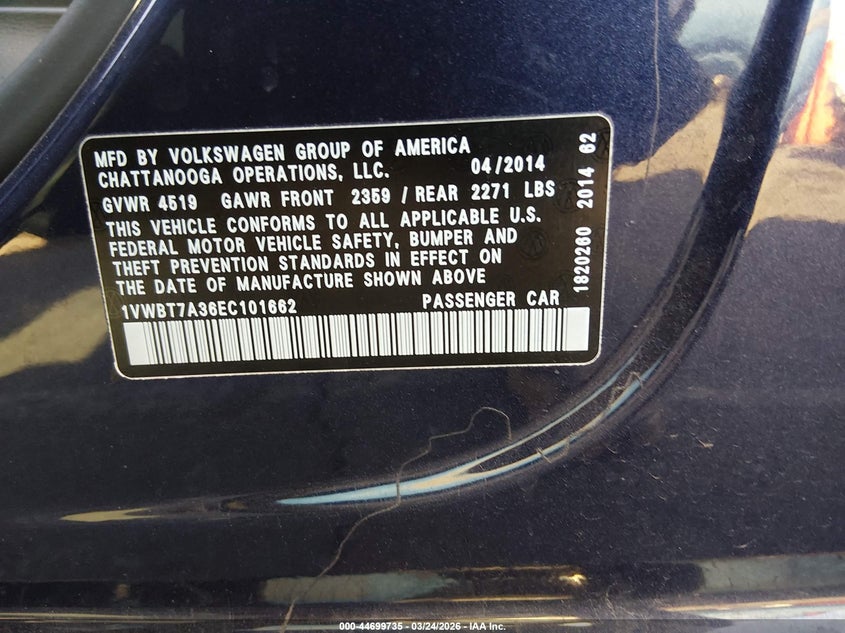 MFD BY VOLKSWAGEN GROUP OF AMERICA
CHATTANOOGA OPERATIONS, LLC. 04/2014
GVWR 4519 GAWR FRONT 2359 / REAR 2271 LBS
THIS VEHICLE CONFORMS TO ALL APPLICABLE U.S.
FEDERAL MOTOR VEHICLE SAFETY, BUMPER AND
THEFT PREVENTION STANDARDS IN EFFECT ON
THE DATE OF MANUFACTURE SHOWN ABOVE
1VWBT7A36EC101662 PASSENGER CAR
1820260 2014 62
000-44699735 - 03/24/2026 - IAA Inc.